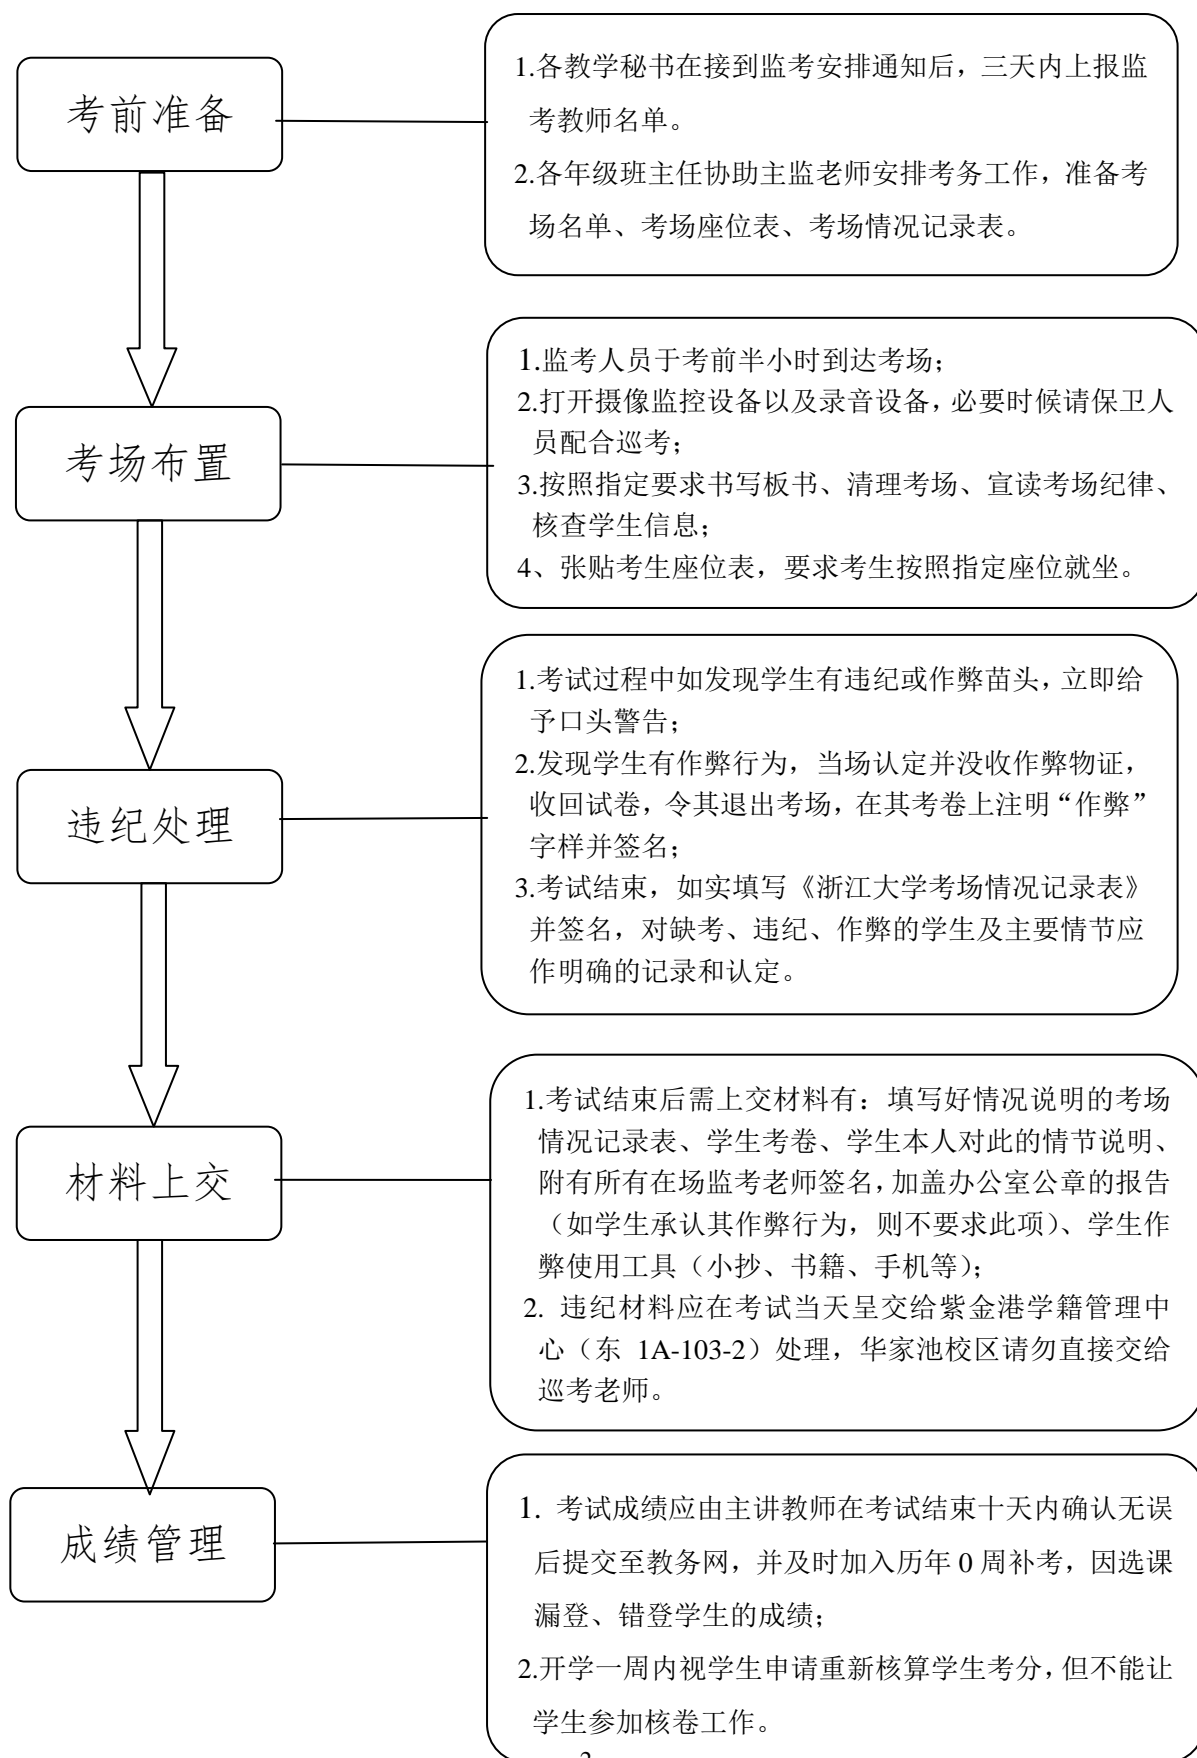 考前准备
1.各教学秘书在接到监考安排通知后，三天内上报监
考教师名单。
2.各年级班主任协助主监老师安排考务工作，准备考
场名单、考场座位表、考场情况记录表。
考场布置
1.监考人员于考前半小时到达考场；
2.打开摄像监控设备以及录音设备，必要时候请保卫人
员配合巡考；
3.按照指定要求书写板书、清理考场、宣读考场纪律、
核查学生信息；
4、张贴考生座位表，要求考生按照指定座位就坐。
违纪处理
1.考试过程中如发现学生有违纪或作弊苗头，立即给
予口头警告；
2.发现学生有作弊行为，当场认定并没收作弊物证，
收回试卷，令其退出考场，在其考卷上注明“作弊”
字样并签名；
3.考试结束，如实填写《浙江大学考场情况记录表》
并签名，对缺考、违纪、作弊的学生及主要情节应
作明确的记录和认定。
材料上交
1.考试结束后需上交材料有：填写好情况说明的考场
情况记录表、学生考卷、学生本人对此的情节说明、
附有所有在场监考老师签名，加盖办公室公章的报告
（如学生承认其作弊行为，则不要求此项）、学生作
弊使用工具（小抄、书籍、手机等）；
2. 违纪材料应在考试当天呈交给紫金港学籍管理中
心（东 1A-103-2）处理，华家池校区请勿直接交给
巡考老师。
成绩管理
1. 考试成绩应由主讲教师在考试结束十天内确认无误
后提交至教务网，并及时加入历年 0 周补考，因选课
漏登、错登学生的成绩；
2.开学一周内视学生申请重新核算学生考分，但不能让
学生参加核卷工作。